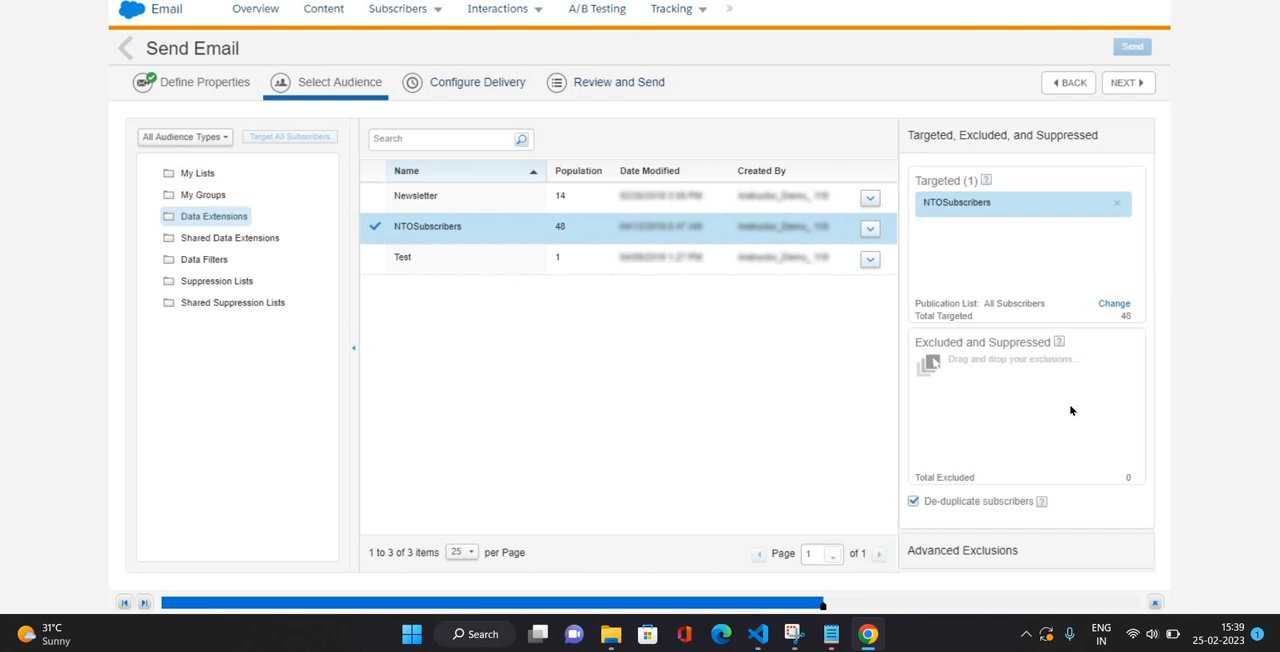 Email Overview Content Subscribers Interactions A/B Testing Tracking »
Send Email Send
Define Properties Select Audience Configure Delivery Review and Send BACK NEXT
All Audience Types Target All Subscribers
My Lists
My Groups
Data Extensions
Shared Data Extensions
Data Filters
Suppression Lists
Shared Suppression Lists
Search
Name Population Date Modified Created By
Newsletter 14
NTOSubscribers 48
Test 1
1 to 3 of 3 items 25 per Page Page 1 of 1
Targeted, Excluded, and Suppressed
Targeted (1) ?
NTOSubscribers ×
Publication List: All Subscribers Change
Total Targeted 48
Excluded and Suppressed ?
Drag and drop your exclusions...
Total Excluded 0
De-duplicate subscribers ?
Advanced Exclusions
31°C
Sunny
Search
ENG
IN
15:39
25-02-2023
1